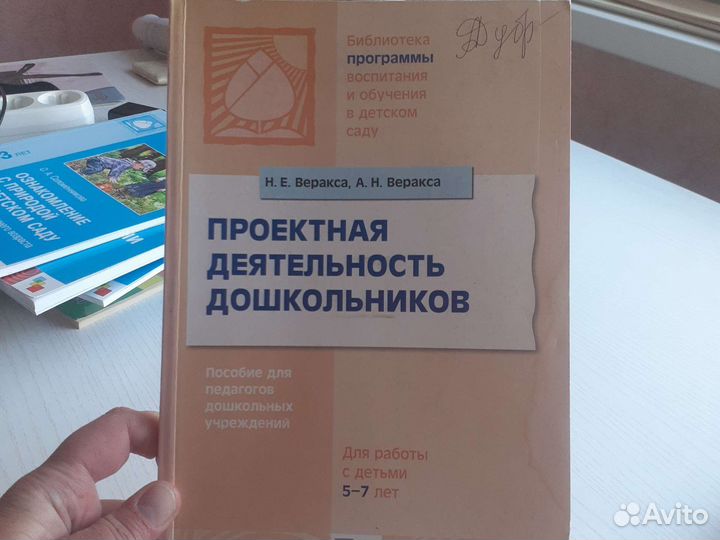 Библиотека
программы
воспитания
и обучения
в детском
саду
Н. Е. Веракса, А. Н. Веракса
ПРОЕКТНАЯ
ДЕЯТЕЛЬНОСТЬ
ДОШКОЛЬНИКОВ
Пособие для
педагогов
дошкольных
учреждений
Для работы
с детьми
5–7 лет
ЛЕТ
ОЗНАКОМЛЕНИЕ
С ПРИРОДОЙ
ДЕТСКОМ САДУ
Avito